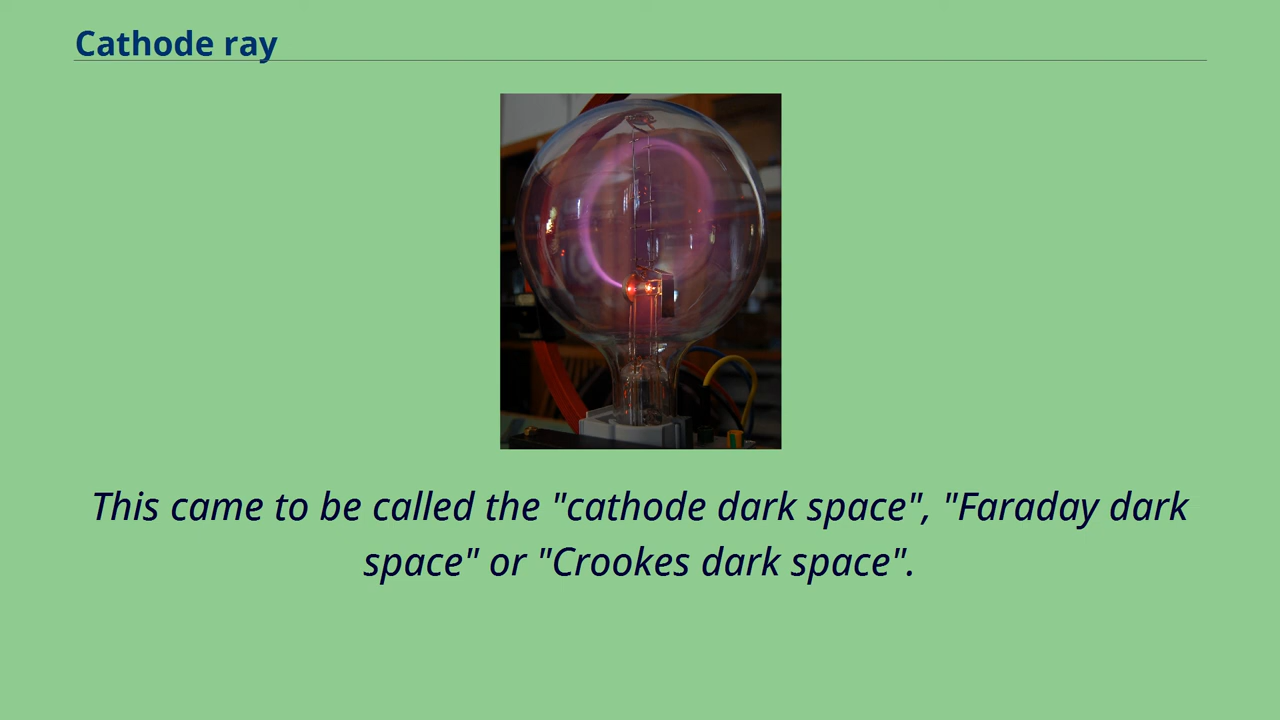 Cathode ray
This came to be called the "cathode dark space", "Faraday dark
space" or "Crookes dark space".